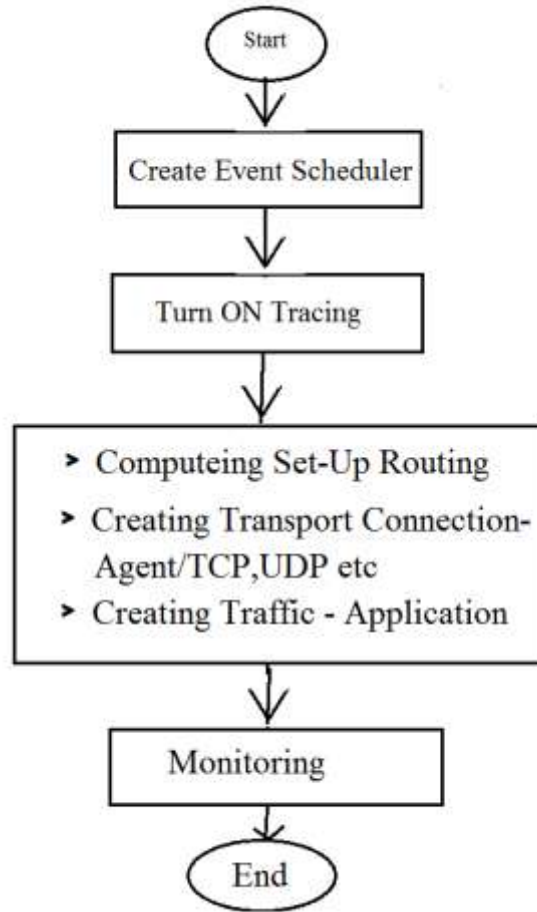 Start
Create Event Scheduler
Turn ON Tracing
➤ Computeing Set-Up Routing
➤ Creating Transport Connection-
Agent/TCP,UDP etc
➤ Creating Traffic - Application
Monitoring
End